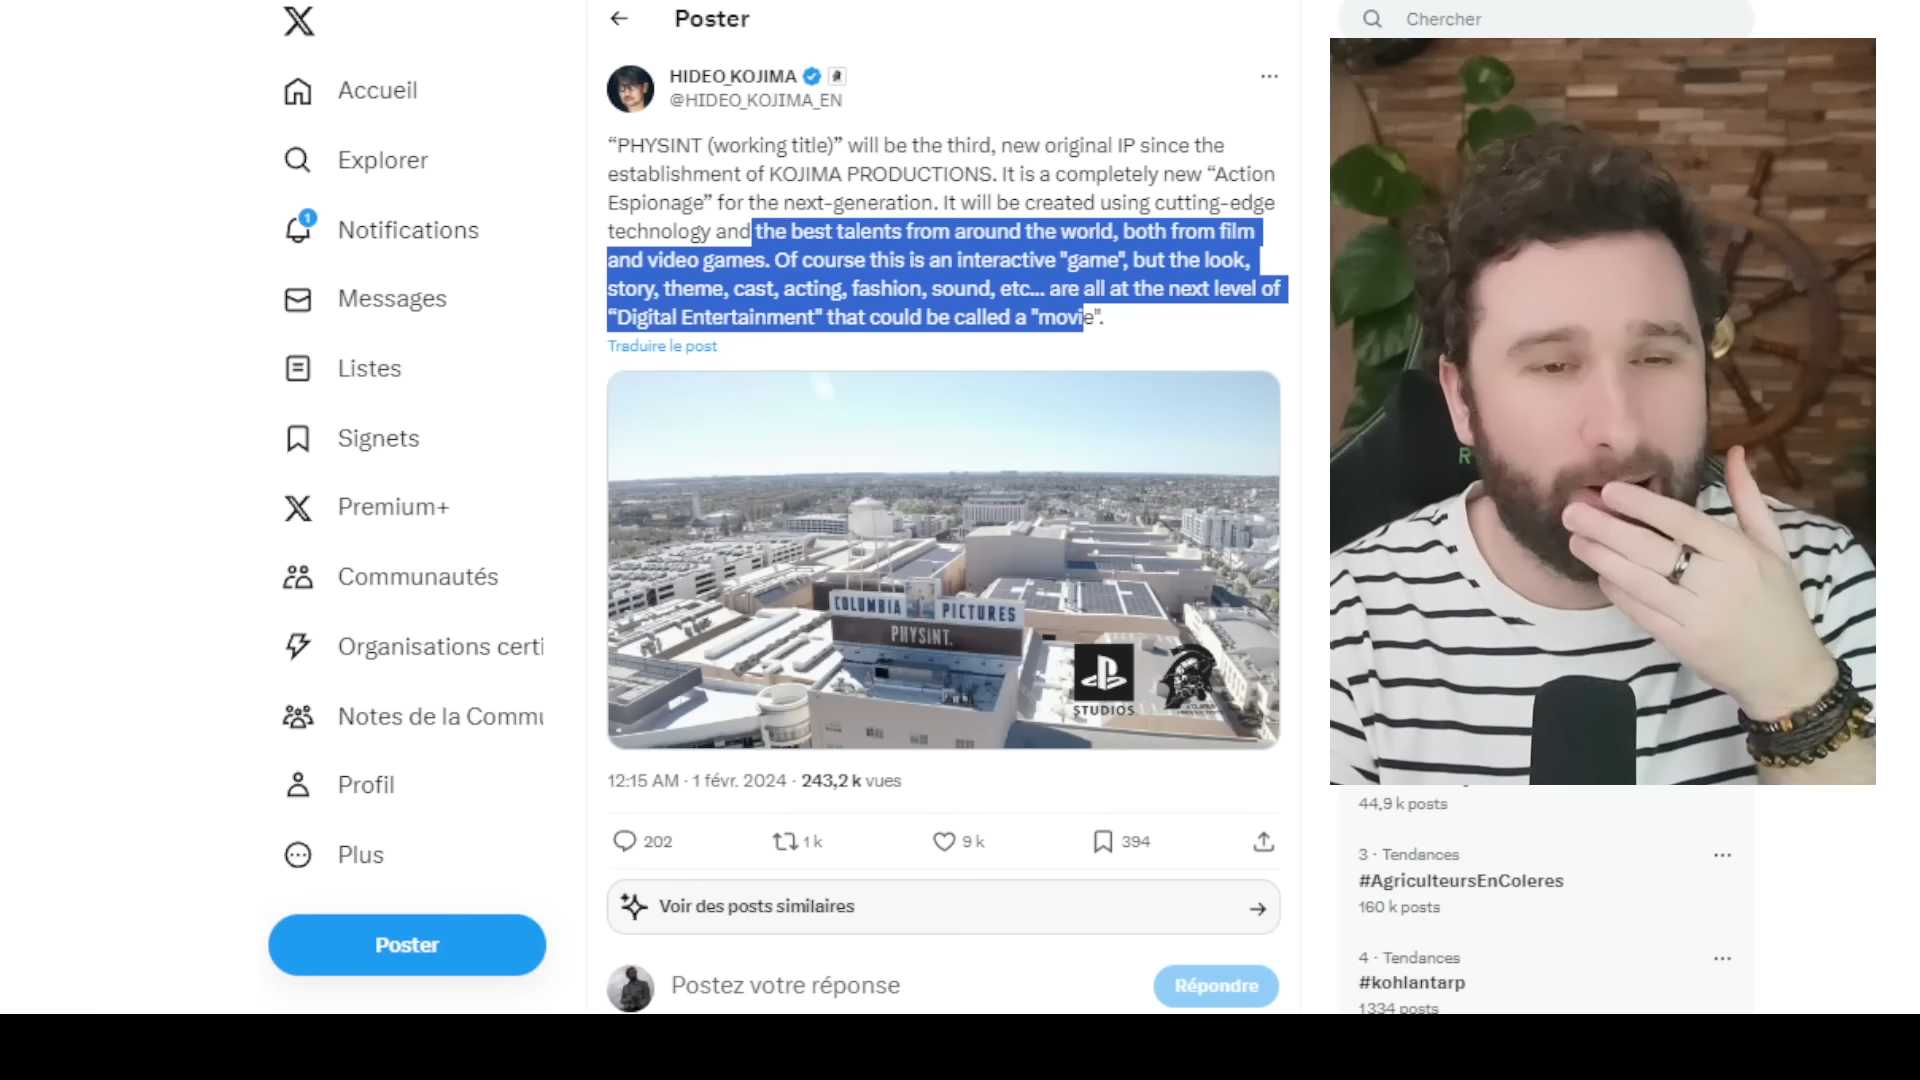 Poster
Chercher
HIDEO_KOJIMA
@HIDEO_KOJIMA_EN
Accueil
Explorer
1
Notifications
Messages
Listes
Signets
Premium+
Communautés
Organisations certi
Notes de la Commu
Profil
Plus
Poster
“PHYSINT (working title)” will be the third, new original IP since the
establishment of KOJIMA PRODUCTIONS. It is a completely new “Action
Espionage” for the next-generation. It will be created using cutting-edge
technology and the best talents from around the world, both from film
and video games. Of course this is an interactive "game", but the look,
story, theme, cast, acting, fashion, sound, etc... are all at the next level of
“Digital Entertainment" that could be called a "movie".
Traduire le post
COLUMBIA PICTURES
PHYSINT.
STUDIOS
12:15 AM · 1 févr. 2024 · 243,2 k vues
202
1 k
9 k
394
Voir des posts similaires
Postez votre réponse
Répondre
R
44,9 k posts
3 · Tendances
#AgriculteursEnColeres
160 k posts
4 · Tendances
#kohlantarp
1334 posts